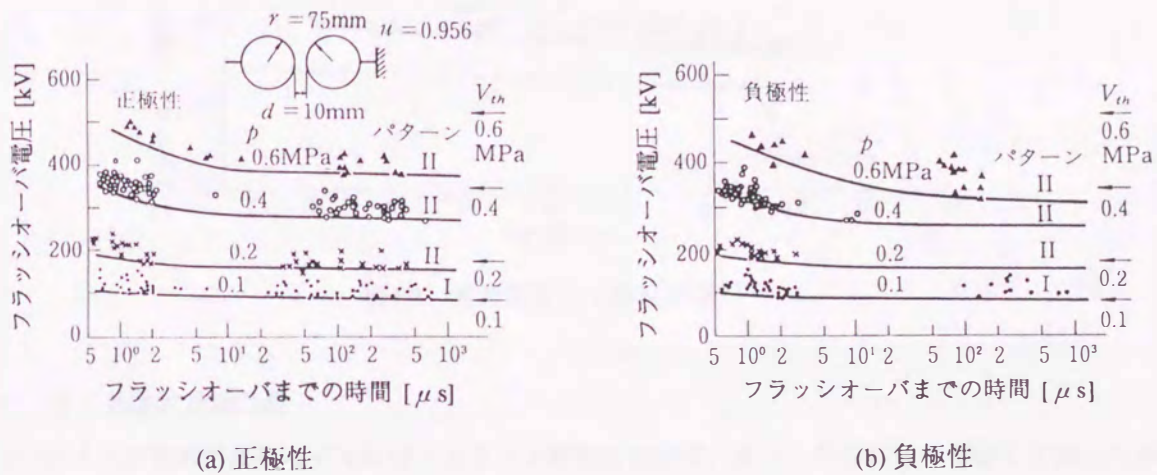 r = 75mm
u = 0.956
d = 10mm
フラッシオーバ電圧 [kV]
600
400
200
0
正極性
p
パターン
V_th
0.6
MPa
0.6MPa
II
0.4
II
0.4
0.2
II
0.2
0.1
I
0.1
5 10⁰ 2 5 10¹ 2 5 10² 2 5 10³
フラッシオーバまでの時間 [μs]
(a) 正極性
フラッシオーバ電圧 [kV]
600
400
200
0
負極性
p
パターン
V_th
0.6
MPa
0.6MPa
II
0.4
II
0.4
0.2
II
0.2
0.1
I
0.1
5 10⁰ 2 5 10¹ 2 5 10² 2 5 10³
フラッシオーバまでの時間 [μs]
(b) 負極性